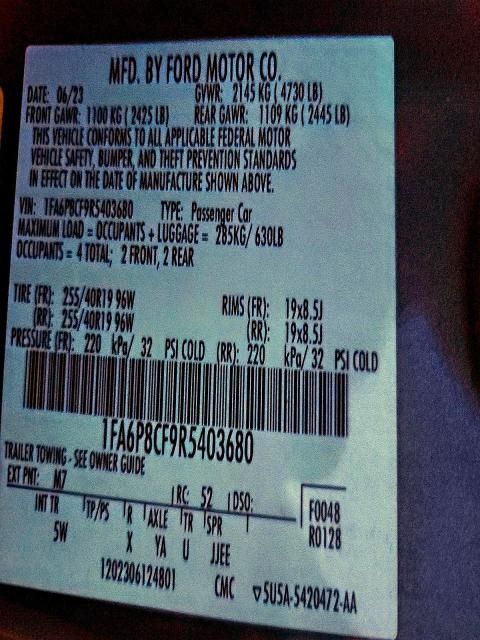 MFD. BY FORD MOTOR CO.
DATE: 06/23 GVWR: 2145 KG ( 4730 LB)
FRONT GAWR: 1100 KG ( 2425 LB) REAR GAWR: 1109 KG ( 2445 LB)
THIS VEHICLE CONFORMS TO ALL APPLICABLE FEDERAL MOTOR
VEHICLE SAFETY, BUMPER, AND THEFT PREVENTION STANDARDS
IN EFFECT ON THE DATE OF MANUFACTURE SHOWN ABOVE.
VIN: 1FA6P8CF9R5403680 TYPE: Passenger Car
MAXIMUM LOAD = OCCUPANTS + LUGGAGE = 285KG/ 630LB
OCCUPANTS = 4 TOTAL; 2 FRONT, 2 REAR
TIRE (FR): 255/40R19 96W RIMS (FR): 19x8.5J
(RR): 255/40R19 96W (RR): 19x8.5J
PRESSURE (FR): 220 kPa/ 32 PSI COLD (RR): 220 kPa/ 32 PSI COLD
1FA6P8CF9R5403680
TRAILER TOWING - SEE OWNER GUIDE
EXT PNT: M7 RC: 52 DSO: F0048
INT TR TP/PS R AXLE TR SPR R0128
5W X YA U JJEE
1202306124801 CMC ▽5U5A-5420472-AA